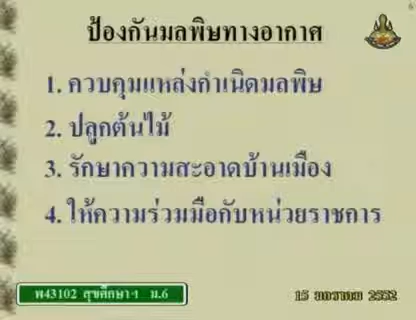 ป้องกันมลพิษทางอากาศ
1. ควบคุมแหล่งกำเนิดมลพิษ
2. ปลูกต้นไม้
3. รักษาความสะอาดบ้านเมือง
4. ให้ความร่วมมือกับหน่วยราชการ
พ43102 สุขศึกษาฯ ม.6
15 มกราคม 2552